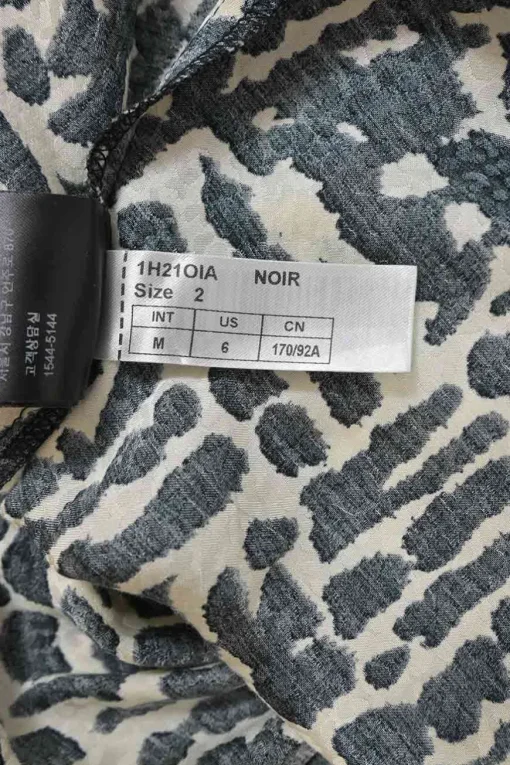 1H21OIA NOIR
Size 2
INT US CN
M 6 170/92A
고객상담실
1544-5144